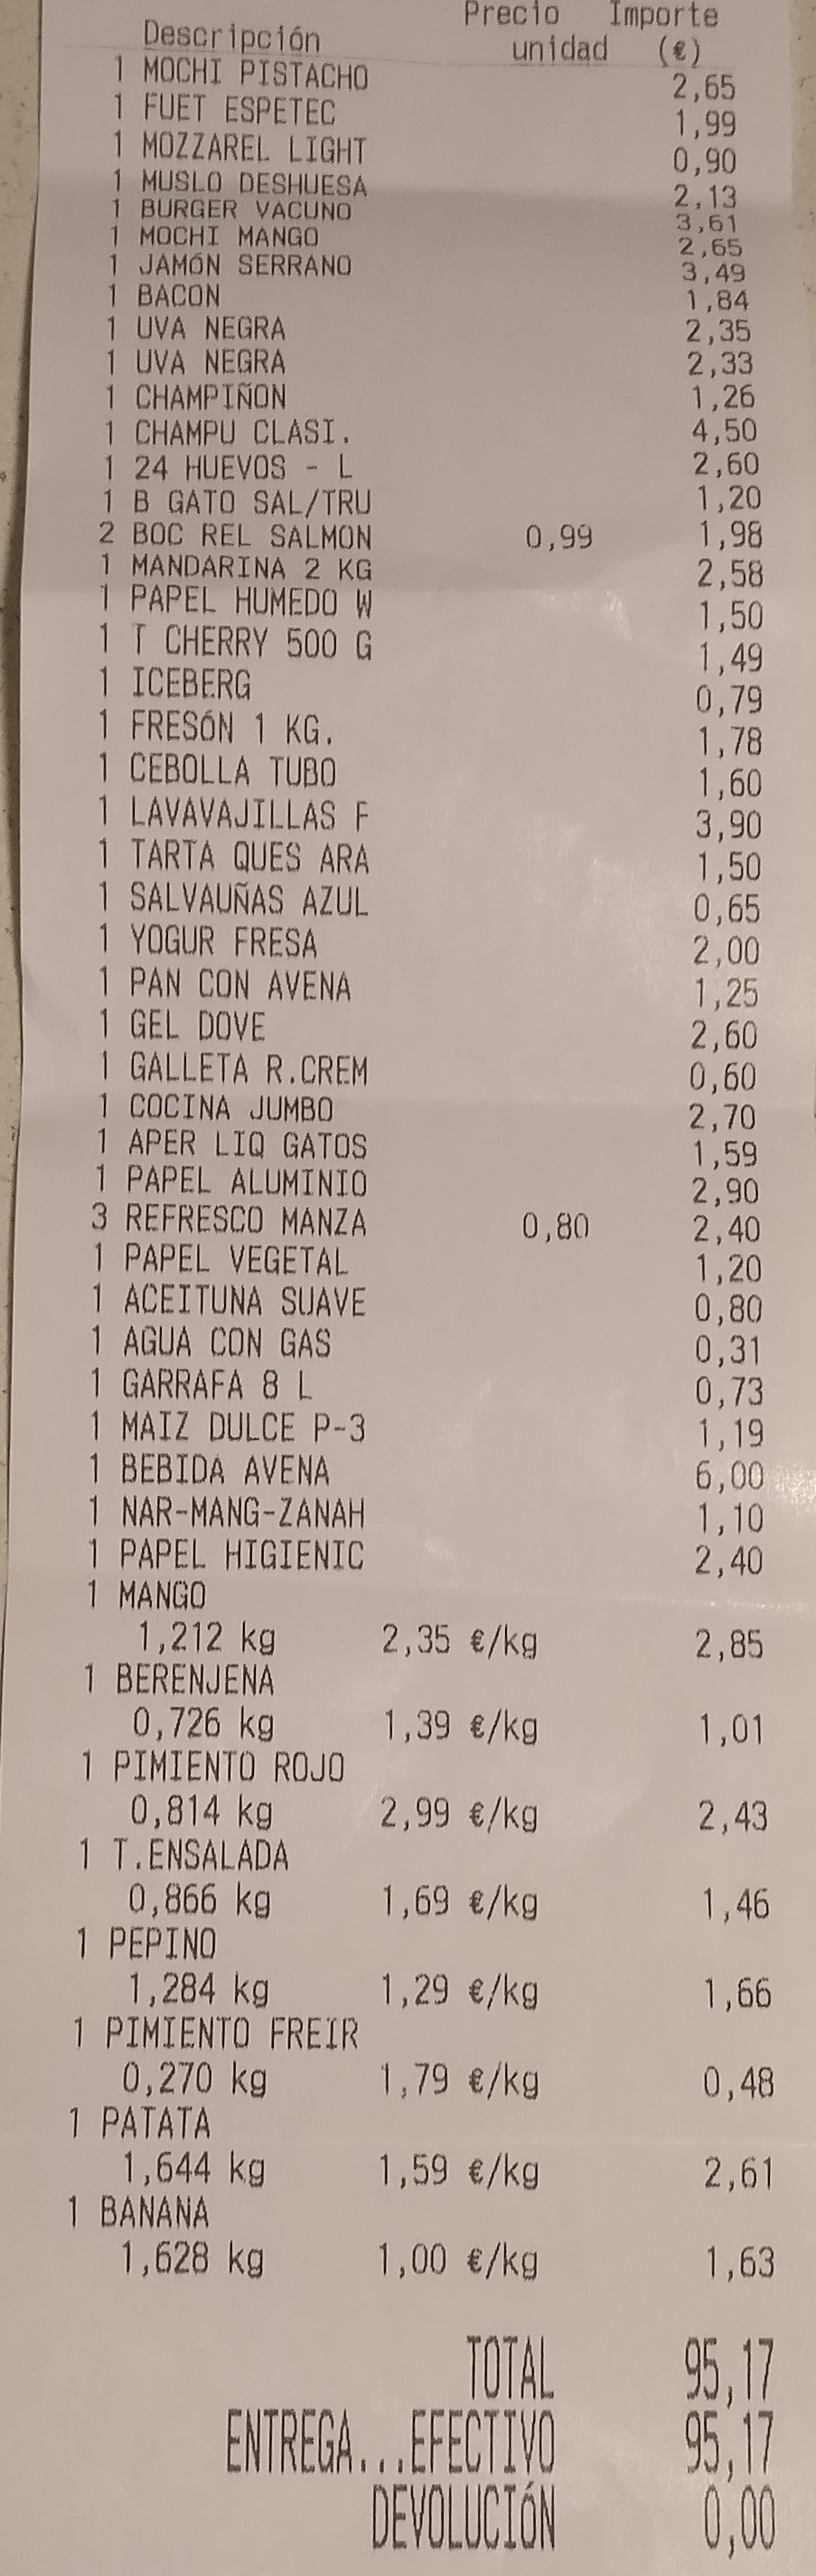 Precio Importe
Descripción unidad (€)
1 MOCHI PISTACHO 2,65
1 FUET ESPETEC 1,99
1 MOZZAREL LIGHT 0,90
1 MUSLO DESHUESA 2,13
1 BURGER VACUNO 3,61
1 MOCHI MANGO 2,65
1 JAMÓN SERRANO 3,49
1 BACON 1,84
1 UVA NEGRA 2,35
1 UVA NEGRA 2,33
1 CHAMPIÑON 1,26
1 CHAMPU CLASI. 4,50
1 24 HUEVOS - L 2,60
1 B GATO SAL/TRU 1,20
2 BOC REL SALMON 0,99 1,98
1 MANDARINA 2 KG 2,58
1 PAPEL HUMEDO W 1,50
1 T CHERRY 500 G 1,49
1 ICEBERG 0,79
1 FRESÓN 1 KG. 1,78
1 CEBOLLA TUBO 1,60
1 LAVAVAJILLAS F 3,90
1 TARTA QUES ARA 1,50
1 SALVAUÑAS AZUL 0,65
1 YOGUR FRESA 2,00
1 PAN CON AVENA 1,25
1 GEL DOVE 2,60
1 GALLETA R.CREM 0,60
1 COCINA JUMBO 2,70
1 APER LIQ GATOS 1,59
1 PAPEL ALUMINIO 2,90
3 REFRESCO MANZA 0,80 2,40
1 PAPEL VEGETAL 1,20
1 ACEITUNA SUAVE 0,80
1 AGUA CON GAS 0,31
1 GARRAFA 8 L 0,73
1 MAIZ DULCE P-3 1,19
1 BEBIDA AVENA 6,00
1 NAR-MANG-ZANAH 1,10
1 PAPEL HIGIENIC 2,40
1 MANGO
1,212 kg 2,35 €/kg 2,85
1 BERENJENA
0,726 kg 1,39 €/kg 1,01
1 PIMIENTO ROJO
0,814 kg 2,99 €/kg 2,43
1 T.ENSALADA
0,866 kg 1,69 €/kg 1,46
1 PEPINO
1,284 kg 1,29 €/kg 1,66
1 PIMIENTO FREIR
0,270 kg 1,79 €/kg 0,48
1 PATATA
1,644 kg 1,59 €/kg 2,61
1 BANANA
1,628 kg 1,00 €/kg 1,63
TOTAL 95,17
ENTREGA...EFECTIVO 95,17
DEVOLUCIÓN 0,00